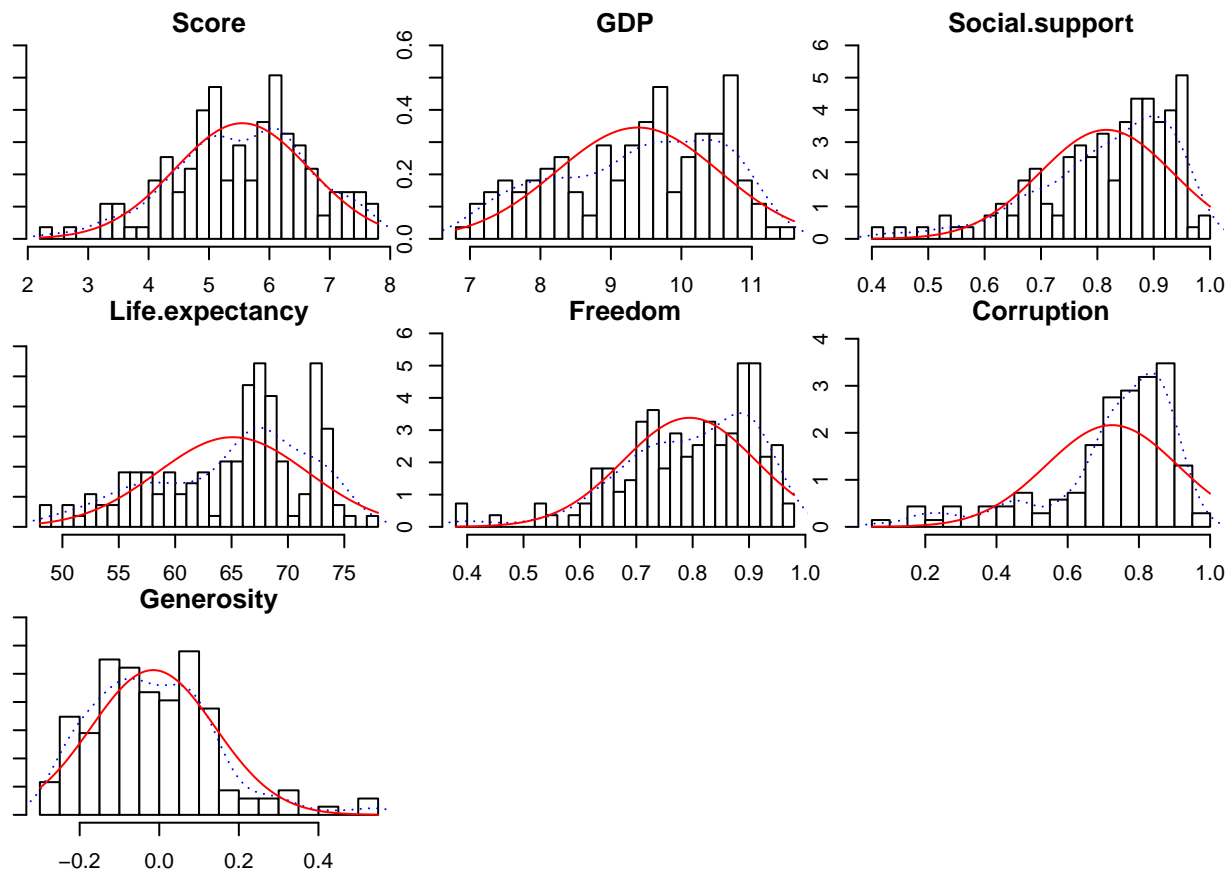 Score
2 3 4 5 6 7 8
GDP
0.0 0.2 0.4 0.6
7 8 9 10 11
Social.support
0 1 2 3 4 5 6
0.4 0.5 0.6 0.7 0.8 0.9 1.0
Life.expectancy
50 55 60 65 70 75
Freedom
0 1 2 3 4 5 6
0.4 0.5 0.6 0.7 0.8 0.9 1.0
Corruption
0 1 2 3 4
0.2 0.4 0.6 0.8 1.0
Generosity
−0.2 0.0 0.2 0.4